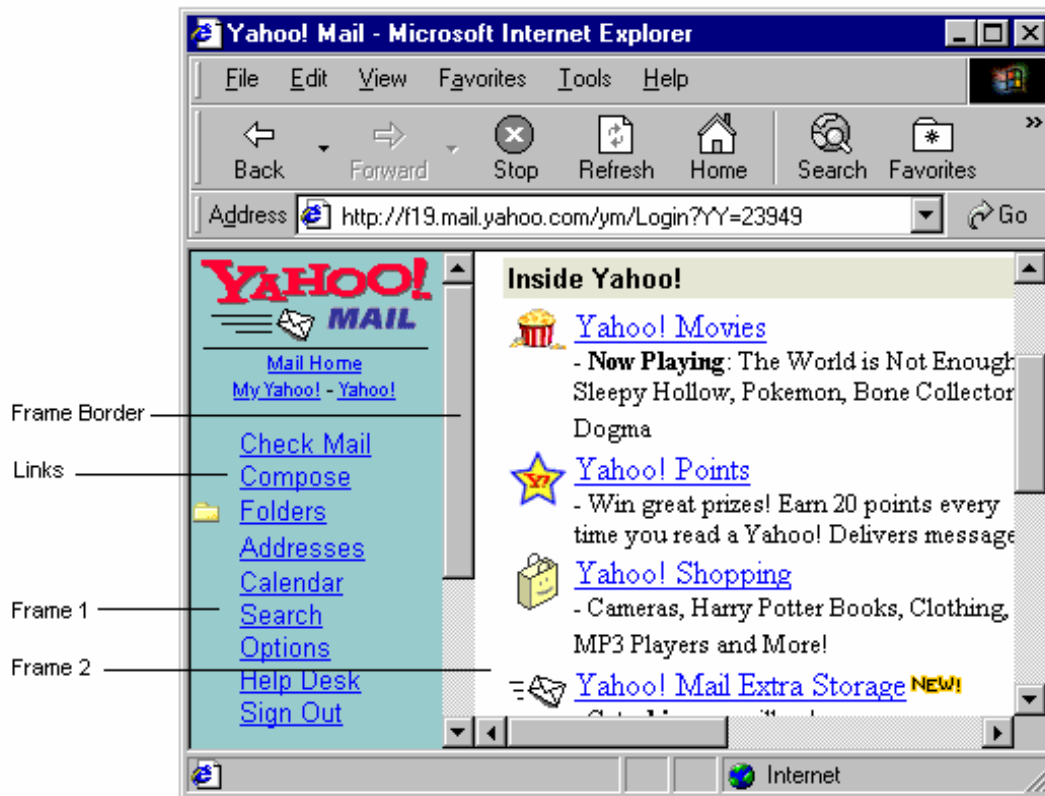 Yahoo! Mail - Microsoft Internet Explorer
File Edit View Favorites Tools Help
Back Forward Stop Refresh Home Search Favorites »
Address http://f19.mail.yahoo.com/ym/Login?YY=23949 Go
YAHOO!
MAIL
Mail Home
My Yahoo! - Yahoo!
Frame Border
Links
Frame 1
Frame 2
Check Mail
Compose
Folders
Addresses
Calendar
Search
Options
Help Desk
Sign Out
Inside Yahoo!
Yahoo! Movies
- Now Playing: The World is Not Enough
Sleepy Hollow, Pokemon, Bone Collector
Dogma
Y?
Yahoo! Points
- Win great prizes! Earn 20 points every
time you read a Yahoo! Delivers message
Yahoo! Shopping
- Cameras, Harry Potter Books, Clothing,
MP3 Players and More!
Yahoo! Mail Extra Storage NEW!
Internet